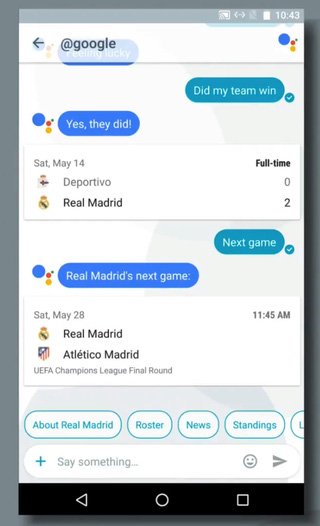 10:43
@google
Feeling lucky
Did my team win
Yes, they did!
Sat, May 14 Full-time
Deportivo 0
Real Madrid 2
Next game
Real Madrid's next game:
Sat, May 28 11:45 AM
Real Madrid
Atlético Madrid
UEFA Champions League Final Round
About Real Madrid Roster News Standings L
Say something...